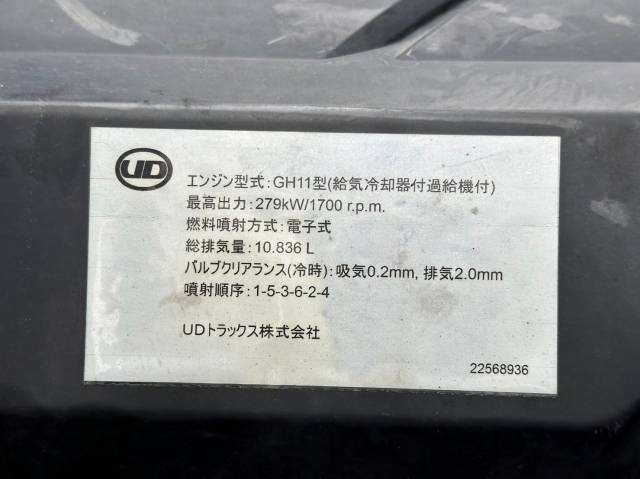 UD
エンジン型式:GH11型(給気冷却器付過給機付)
最高出力:279kW/1700 r.p.m.
燃料噴射方式:電子式
総排気量:10.836 L
バルブクリアランス(冷時):吸気0.2mm, 排気2.0mm
噴射順序:1-5-3-6-2-4
UDトラックス株式会社
22568936